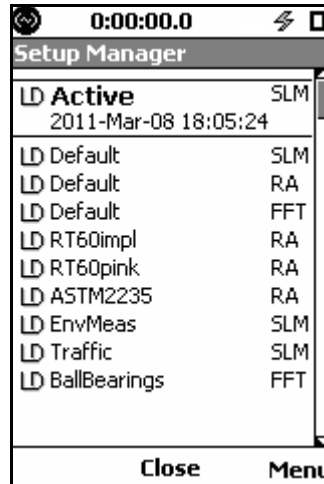 0:00:00.0
Setup Manager
LD Active SLM
2011-Mar-08 18:05:24
LD Default SLM
LD Default RA
LD Default FFT
LD RT60impl RA
LD RT60pink RA
LD ASTM2235 RA
LD EnvMeas SLM
LD Traffic SLM
LD BallBearings FFT
Close Menu